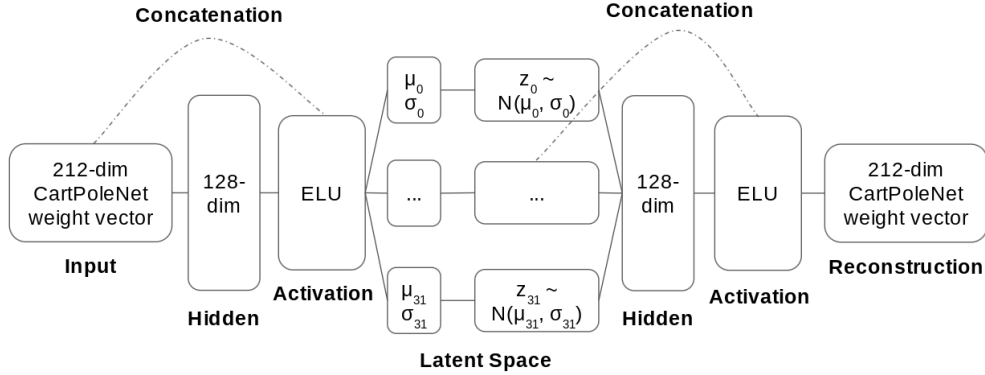 Concatenation
Concatenation
212-dim
CartPoleNet
weight vector
Input
128-
dim
Hidden
ELU
Activation
μ0
σ0
z0 ~
N(μ0, σ0)
...
...
μ31
σ31
z31 ~
N(μ31, σ31)
Latent Space
128-
dim
Hidden
ELU
Activation
212-dim
CartPoleNet
weight vector
Reconstruction